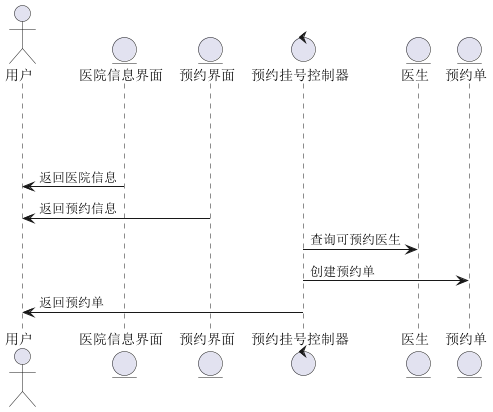 用户 医院信息界面 预约界面 预约挂号控制器 医生 预约单
返回医院信息
返回预约信息
查询可预约医生
创建预约单
返回预约单
用户 医院信息界面 预约界面 预约挂号控制器 医生 预约单